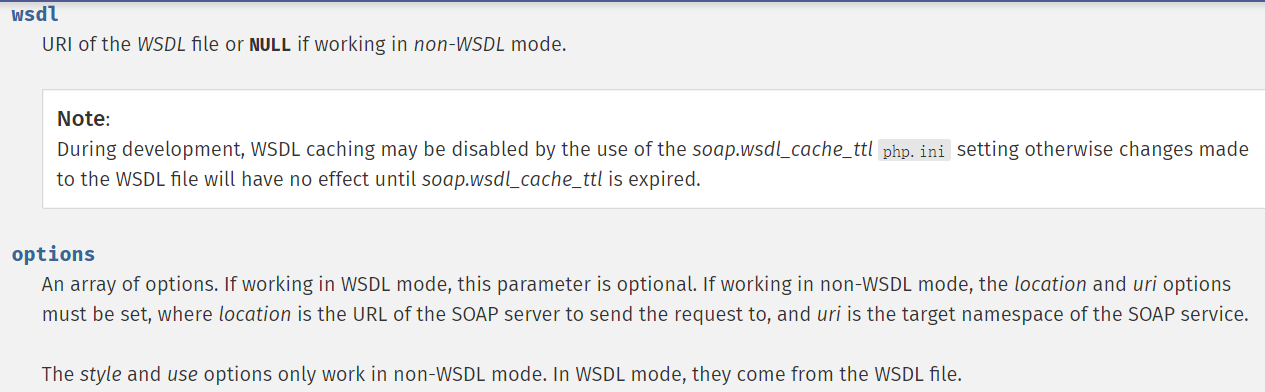 wsdl
URI of the WSDL file or NULL if working in non-WSDL mode.
Note:
During development, WSDL caching may be disabled by the use of the soap.wsdl_cache_ttl php.ini setting otherwise changes made
to the WSDL file will have no effect until soap.wsdl_cache_ttl is expired.
options
An array of options. If working in WSDL mode, this parameter is optional. If working in non-WSDL mode, the location and uri options
must be set, where location is the URL of the SOAP server to send the request to, and uri is the target namespace of the SOAP service.
The style and use options only work in non-WSDL mode. In WSDL mode, they come from the WSDL file.